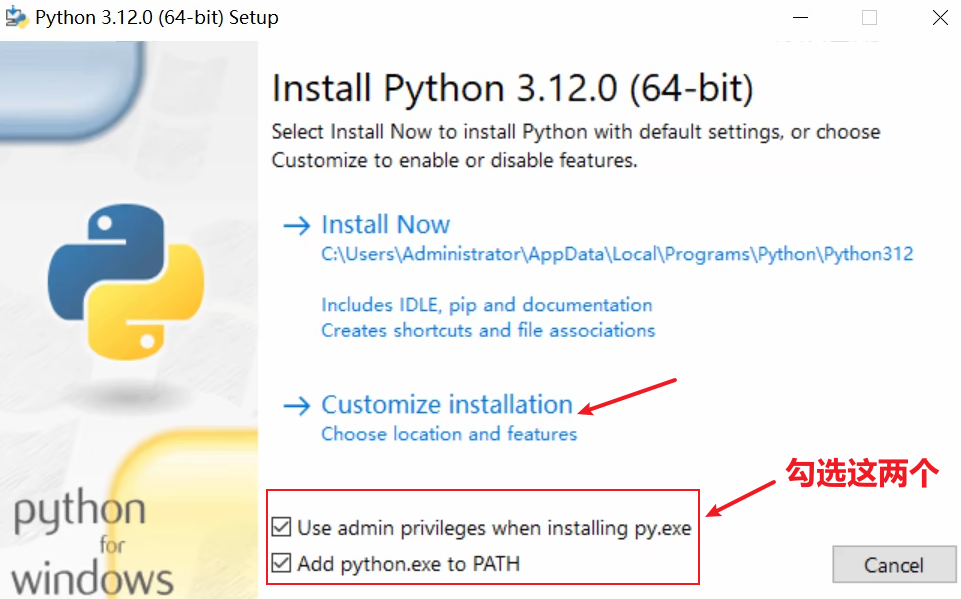 Python 3.12.0 (64-bit) Setup
Install Python 3.12.0 (64-bit)
Select Install Now to install Python with default settings, or choose
Customize to enable or disable features.
Install Now
C:\Users\Administrator\AppData\Local\Programs\Python\Python312
Includes IDLE, pip and documentation
Creates shortcuts and file associations
Customize installation
Choose location and features
勾选这两个
Use admin privileges when installing py.exe
Add python.exe to PATH
Cancel
python
for
windows